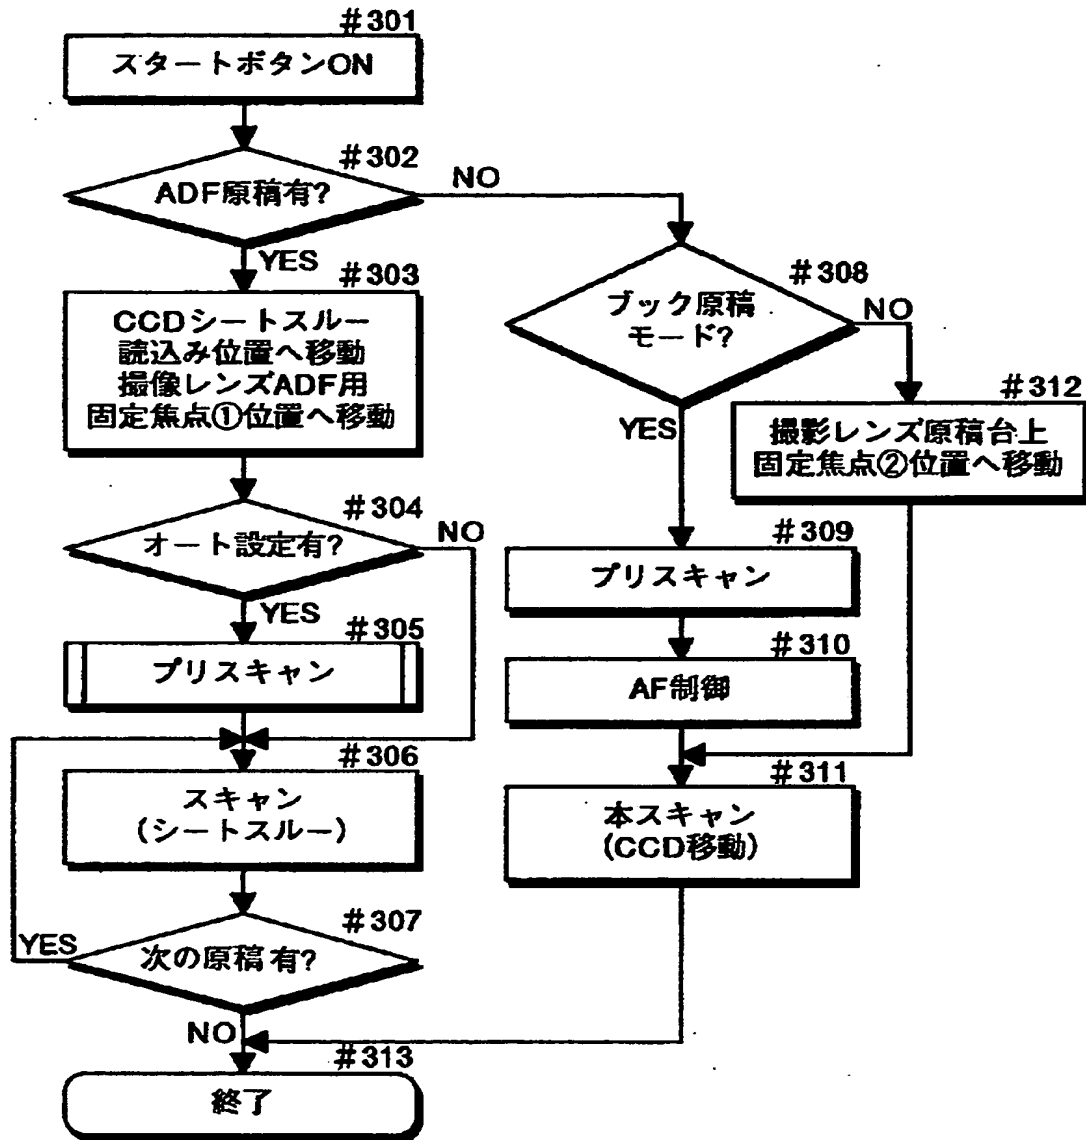 #301
スタートボタンON
#302
ADF原稿有?
NO
YES
#303
CCDシートスルー
読込み位置へ移動
撮像レンズADF用
固定焦点①位置へ移動
#304
オート設定有?
NO
YES
#305
プリスキャン
#306
スキャン
(シートスルー)
#307
次の原稿有?
YES
NO
#308
ブック原稿
モード?
NO
YES
#312
撮影レンズ原稿台上
固定焦点②位置へ移動
#309
プリスキャン
#310
AF制御
#311
本スキャン
(CCD移動)
#313
終了